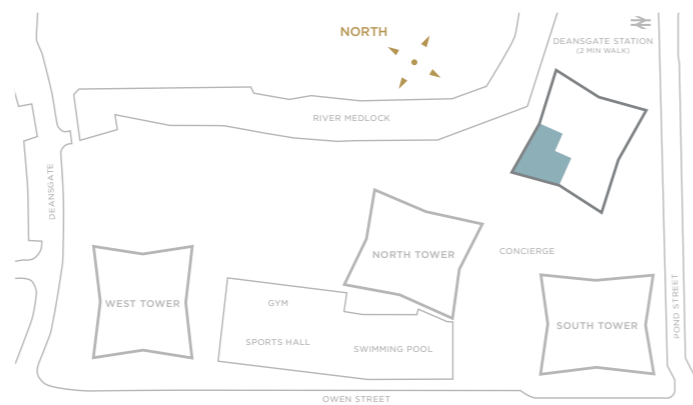 NORTH
DEANSGATE STATION
(2 MIN WALK)
RIVER MEDLOCK
DEANSGATE
NORTH TOWER
CONCIERGE
WEST TOWER
GYM
SPORTS HALL
SWIMMING POOL
SOUTH TOWER
POND STREET
OWEN STREET